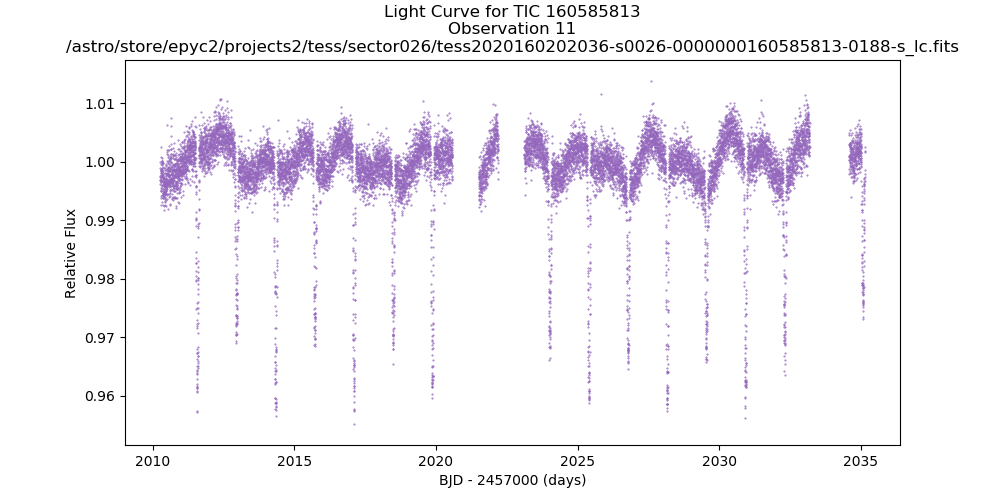 Light Curve for TIC 160585813
Observation 11
/astro/store/epyc2/projects2/tess/sector026/tess2020160202036-s0026-0000000160585813-0188-s_lc.fits
1.01
1.00
0.99
0.98
0.97
0.96
Relative Flux
2010
2015
2020
2025
2030
2035
BJD - 2457000 (days)